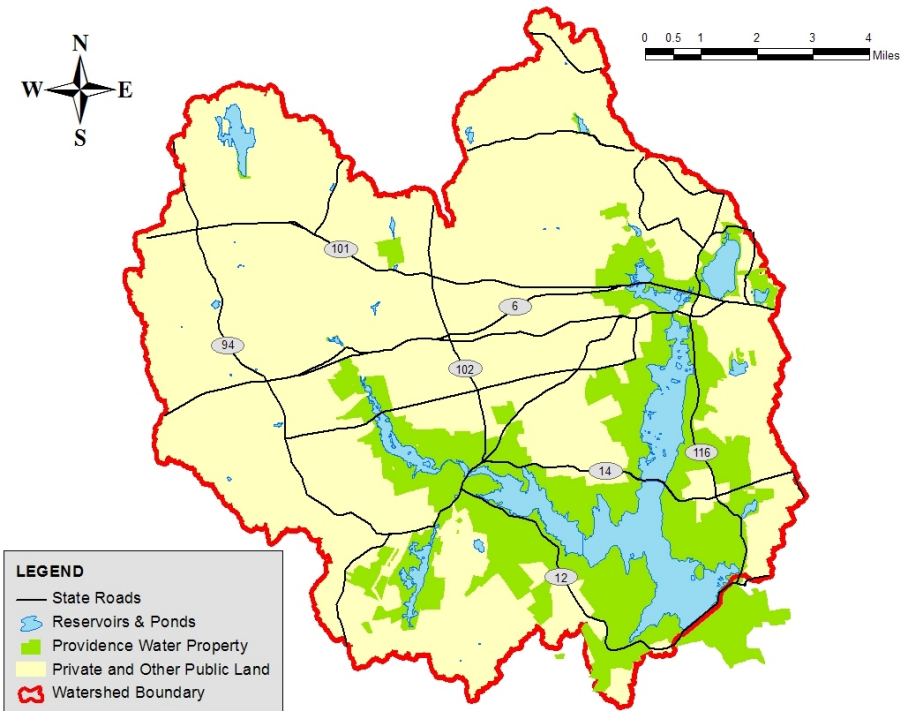 N
W E
S
0 0.5 1 2 3 4
Miles
101
6
94
102
14
116
12
LEGEND
State Roads
Reservoirs & Ponds
Providence Water Property
Private and Other Public Land
Watershed Boundary